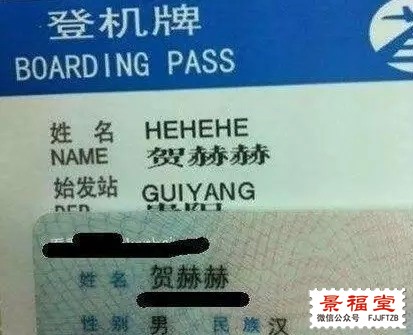 登机牌
BOARDING PASS
姓 名 HEHEHE
NAME 贺赫赫
始发站 GUIYANG
姓 名 贺赫赫
性 别 男 民 族 汉
景福堂
微信公众号 FJJFTZB